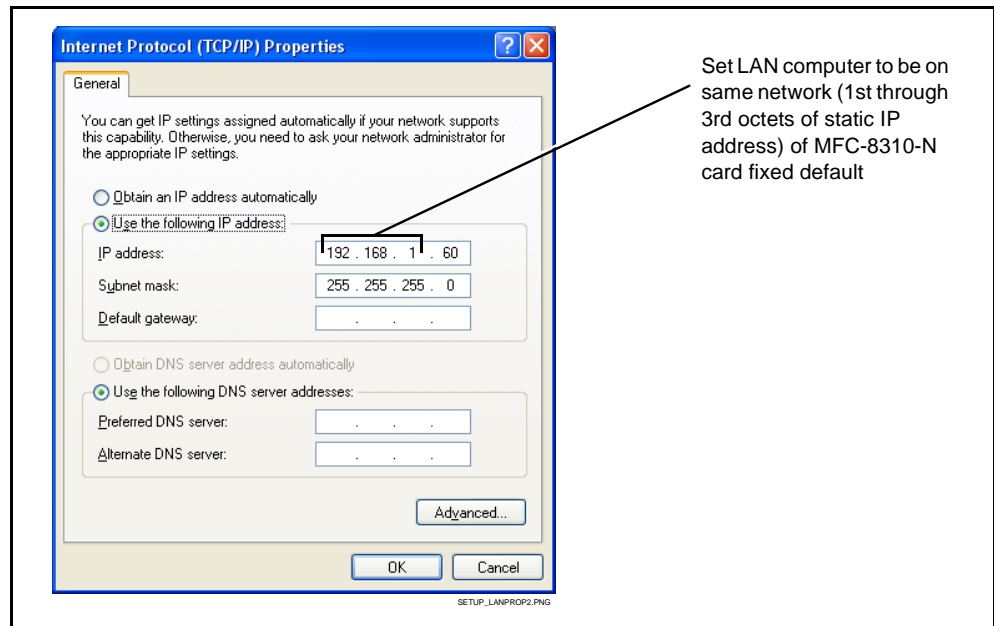 Internet Protocol (TCP/IP) Properties
General
You can get IP settings assigned automatically if your network supports
this capability. Otherwise, you need to ask your network administrator for
the appropriate IP settings.
Obtain an IP address automatically
Use the following IP address:
IP address: 192 . 168 . 1 . 60
Subnet mask: 255 . 255 . 255 . 0
Default gateway: . . .
Obtain DNS server address automatically
Use the following DNS server addresses:
Preferred DNS server: . . .
Alternate DNS server: . . .
Advanced...
OK Cancel
SETUP_LANPROP2.PNG
Set LAN computer to be on
same network (1st through
3rd octets of static IP
address) of MFC-8310-N
card fixed default